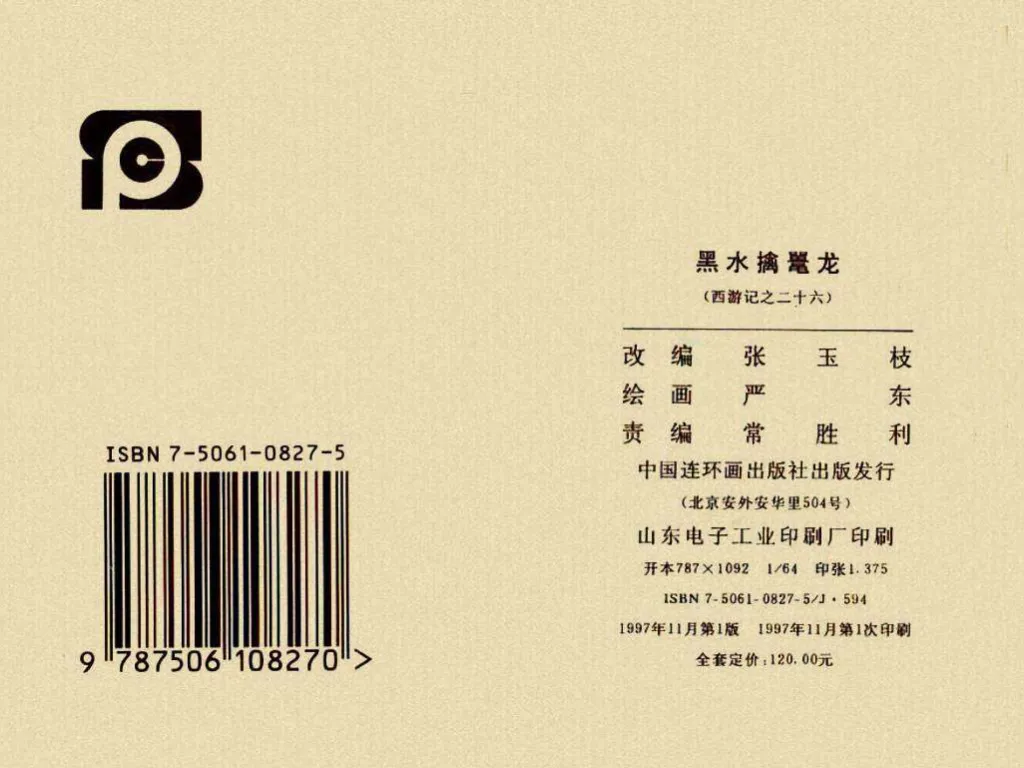 黑水擒鼍龙
(西游记之二十六)
改编 张玉枝
绘画 严东
责编 常胜利
中国连环画出版社出版发行
(北京安外安华里504号)
山东电子工业印刷厂印刷
开本787×1092 1/64 印张1.375
ISBN 7-5061-0827-5/J·594
1997年11月第1版 1997年11月第1次印刷
全套定价:120.00元
ISBN 7-5061-0827-5
9 787506 108270 >